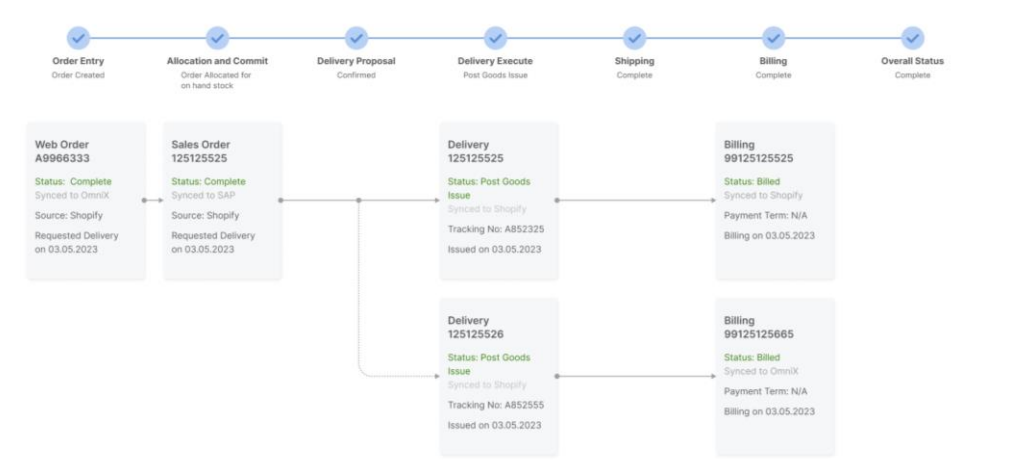 Order Entry
Order Created
Allocation and Commit
Order Allocated for
on hand stock
Delivery Proposal
Confirmed
Delivery Execute
Post Goods Issue
Shipping
Complete
Billing
Complete
Overall Status
Complete
Web Order
A9966333
Status: Complete
Synced to OmniX
Source: Shopify
Requested Delivery
on 03.05.2023
Sales Order
125125525
Status: Complete
Synced to SAP
Source: Shopify
Requested Delivery
on 03.05.2023
Delivery
125125525
Status: Post Goods
Issue
Synced to Shopify
Tracking No: A852325
Issued on 03.05.2023
Billing
99125125525
Status: Billed
Synced to Shopify
Payment Term: N/A
Billing on 03.05.2023
Delivery
125125526
Status: Post Goods
Issue
Synced to Shopify
Tracking No: A852555
Issued on 03.05.2023
Billing
99125125665
Status: Billed
Synced to OmniX
Payment Term: N/A
Billing on 03.05.2023